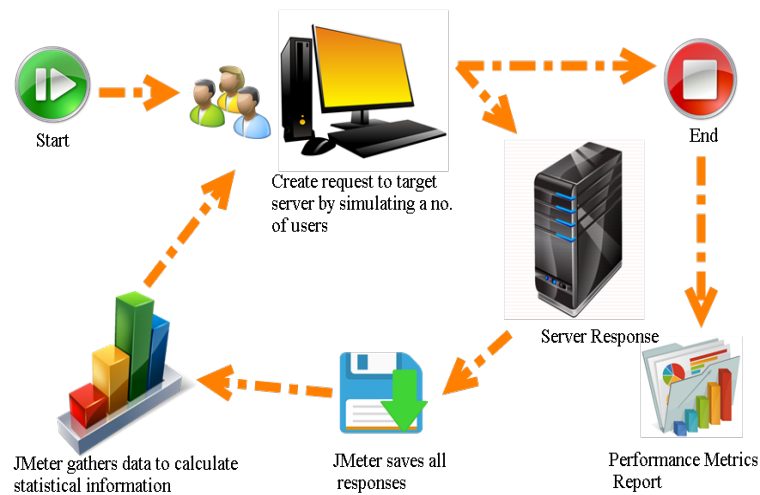 Start
End
Create request to target
server by simulating a no.
of users
Server Response
JMeter gathers data to calculate
statistical information
JMeter saves all
responses
Performance Metrics
Report